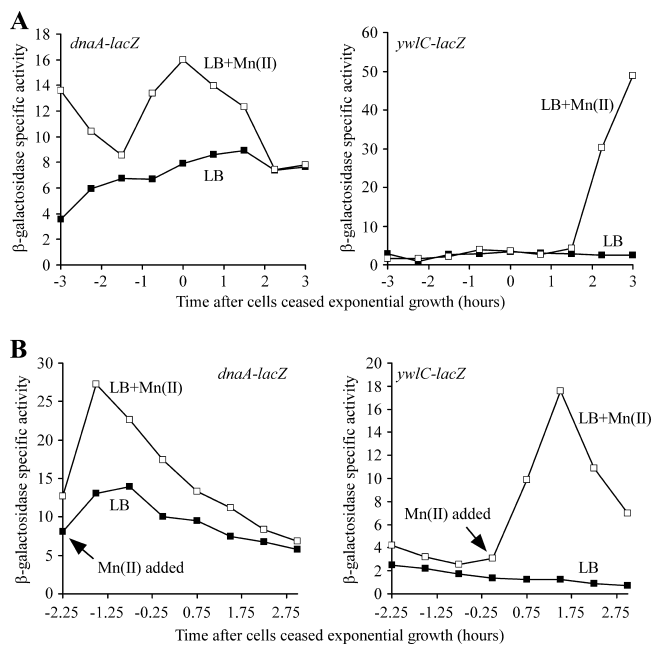 A
dnaA-lacZ
LB+Mn(II)
LB
β-galactosidase specific activity
18
16
14
12
10
8
6
4
2
0
-3 -2 -1 0 1 2 3
ywlC-lacZ
LB+Mn(II)
LB
β-galactosidase specific activity
60
50
40
30
20
10
0
-3 -2 -1 0 1 2 3
Time after cells ceased exponential growth (hours)
B
dnaA-lacZ
LB+Mn(II)
LB
Mn(II) added
β-galactosidase specific activity
30
25
20
15
10
5
0
-2.25 -1.25 -0.25 0.75 1.75 2.75
ywlC-lacZ
LB+Mn(II)
Mn(II) added
LB
β-galactosidase specific activity
20
18
16
14
12
10
8
6
4
2
0
-2.25 -1.25 -0.25 0.75 1.75 2.75
Time after cells ceased exponential growth (hours)